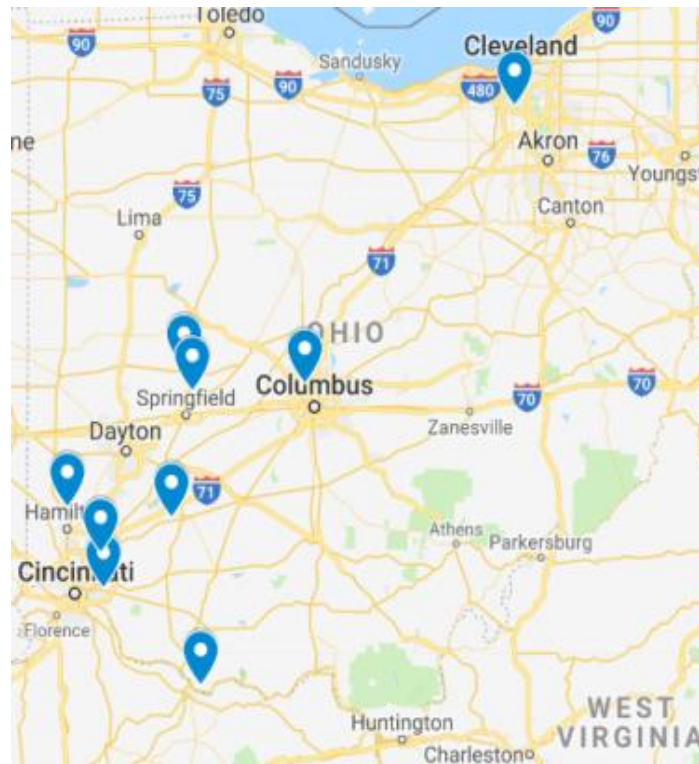 Toledo
90
90
Cleveland
Sandusky
75
90
480
ne
Akron
76
Youngst
75
Lima
Canton
71
OHIO
Columbus
Springfield
70
70
Zanesville
Dayton
71
Hamilt
Athens
Parkersburg
Cincinnati
Florence
WEST
VIRGINIA
Huntington
Charleston